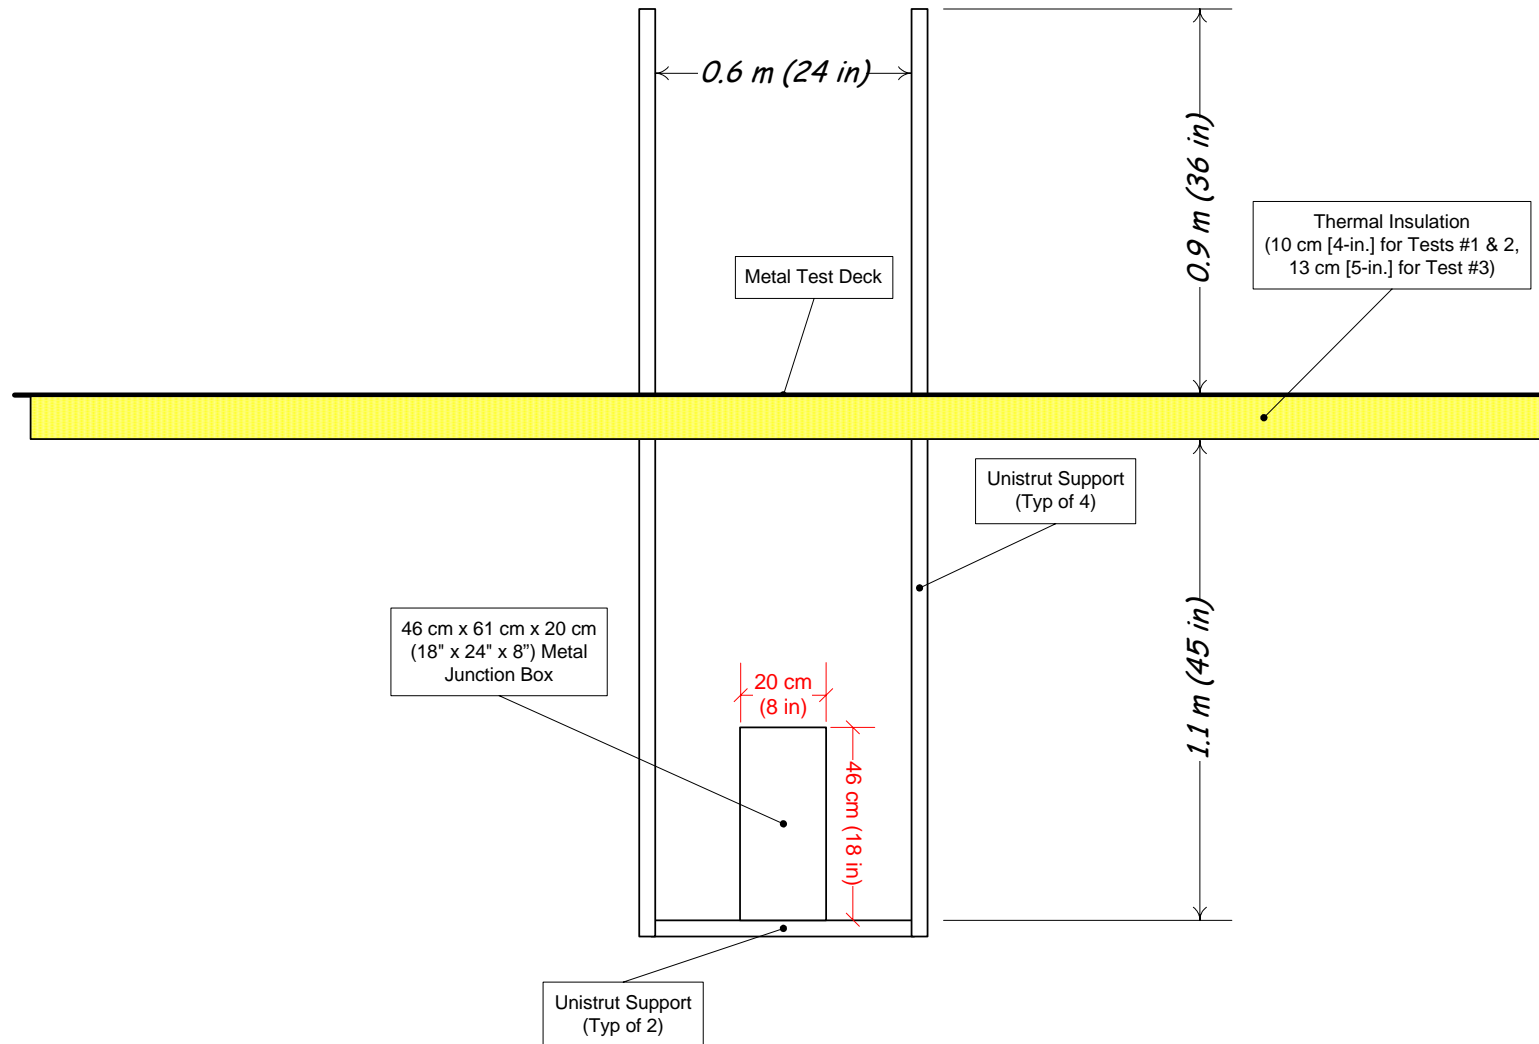 0.6 m (24 in)
0.9 m (36 in)
Thermal Insulation
(10 cm [4-in.] for Tests #1 & 2,
13 cm [5-in.] for Test #3)
Metal Test Deck
Unistrut Support
(Typ of 4)
1.1 m (45 in)
46 cm x 61 cm x 20 cm
(18" x 24" x 8”) Metal
Junction Box
20 cm
(8 in)
46 cm (18 in)
Unistrut Support
(Typ of 2)